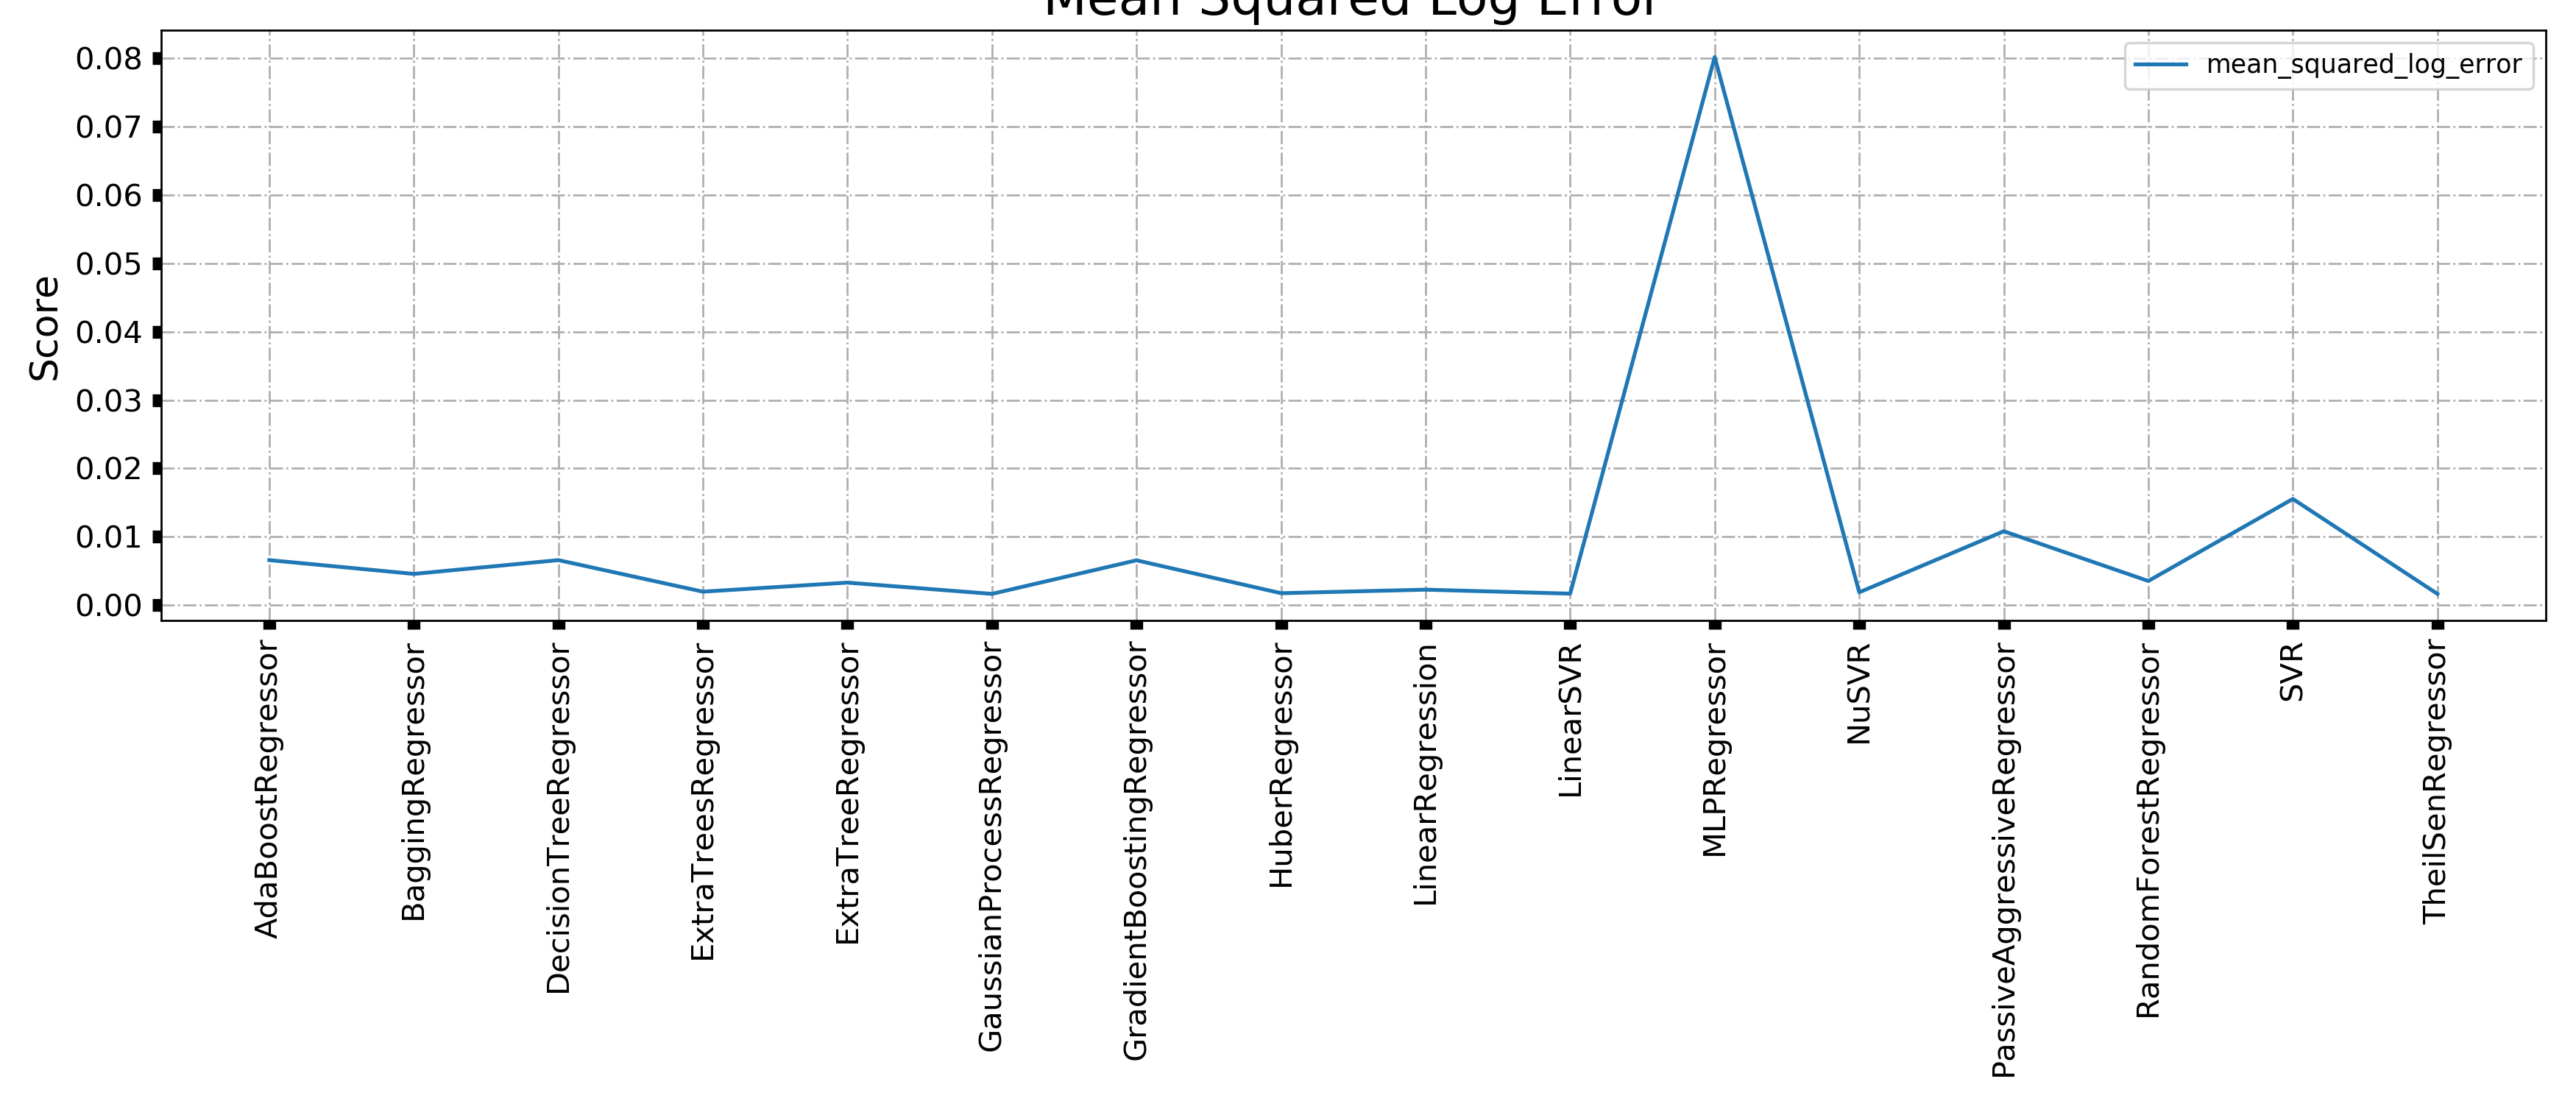 Mean Squared Log Error
mean_squared_log_error
Score
0.08
0.07
0.06
0.05
0.04
0.03
0.02
0.01
0.00
AdaBoostRegressor
BaggingRegressor
DecisionTreeRegressor
ExtraTreesRegressor
ExtraTreeRegressor
GaussianProcessRegressor
GradientBoostingRegressor
HuberRegressor
LinearRegression
LinearSVR
MLPRegressor
NuSVR
PassiveAggressiveRegressor
RandomForestRegressor
SVR
TheilSenRegressor